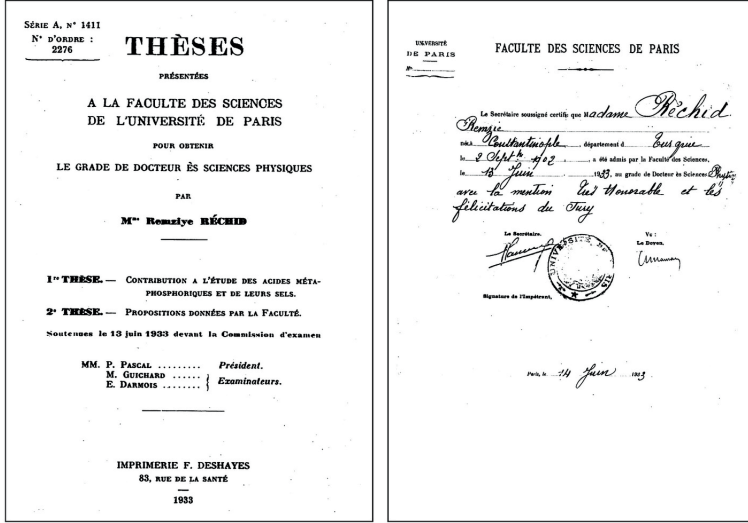 SÉRIE A, N° 1411
N° D'ORDRE :
2276
THÈSES
PRÉSENTÉES
A LA FACULTE DES SCIENCES
DE L'UNIVERSITÉ DE PARIS
POUR OBTENIR
LE GRADE DE DOCTEUR ÈS SCIENCES PHYSIQUES
PAR
Mme Remziye RÉCHID
1re THÈSE. — CONTRIBUTION A L'ÉTUDE DES ACIDES MÉTA-
PHOSPHORIQUES ET DE LEURS SELS.
2e THÈSE. — PROPOSITIONS DONNÉES PAR LA FACULTÉ.
Soutenues le 13 juin 1933 devant la Commission d'examen
MM. P. PASCAL ......... Président.
M. GUICHARD ......
E. DARMOIS ........ } Examinateurs.
IMPRIMERIE F. DESHAYES
83, RUE DE LA SANTÉ
1933
UNIVERSITÉ
DE PARIS
N°
FACULTE DES SCIENCES DE PARIS
Le Secrétaire soussigné certifie que Madame Réchid
Remzie
né à Constantinople, département d Turquie
le 2 Septbre 1902, a été admis par la Faculté des Sciences,
le 13 Juin 1933, au grade de Docteur ès Sciences Physiques
avec la mention Très Honorable et les
félicitations du Jury
Le Secrétaire.
Vu :
Le Doyen,
UNIVERSITÉ DE PARIS
Signature de l'Impétrant,
Paris, le 14 Juin 1933